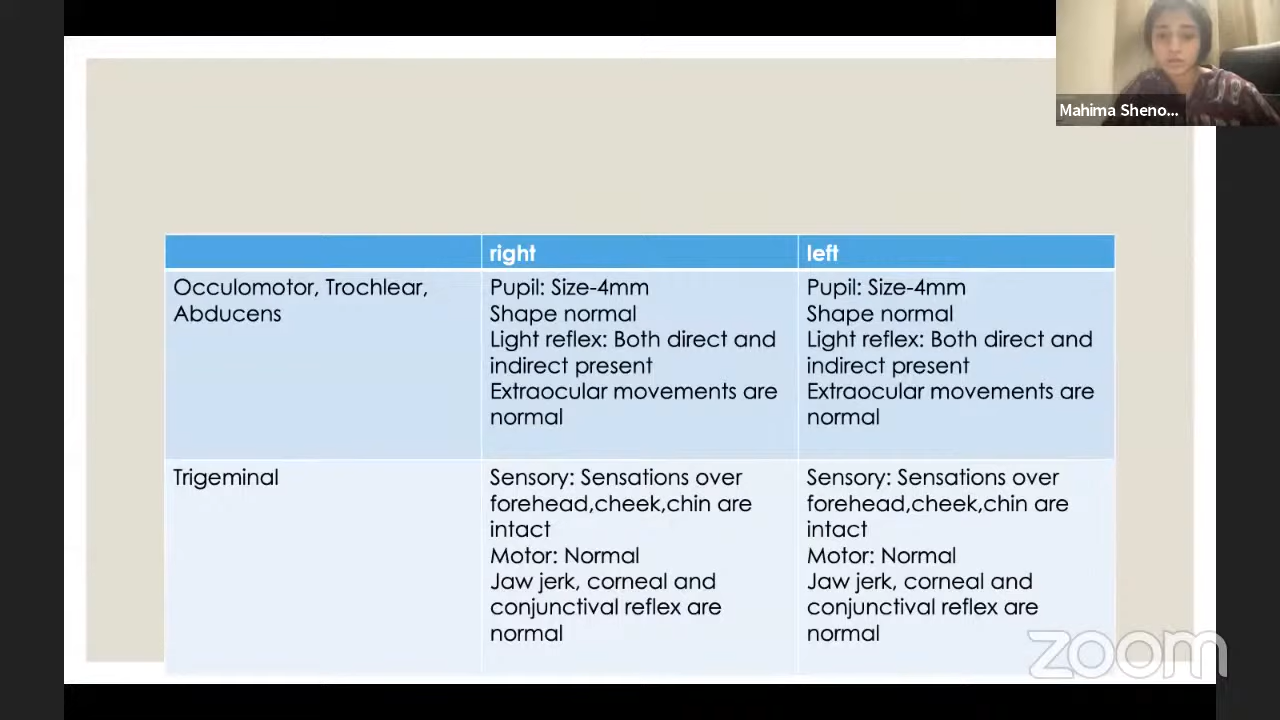 Mahima Sheno...
right
left
Occulomotor, Trochlear,
Abducens
Pupil: Size-4mm
Shape normal
Light reflex: Both direct and
indirect present
Extraocular movements are
normal
Pupil: Size-4mm
Shape normal
Light reflex: Both direct and
indirect present
Extraocular movements are
normal
Trigeminal
Sensory: Sensations over
forehead,cheek,chin are
intact
Motor: Normal
Jaw jerk, corneal and
conjunctival reflex are
normal
Sensory: Sensations over
forehead,cheek,chin are
intact
Motor: Normal
Jaw jerk, corneal and
conjunctival reflex are
normal
zoom